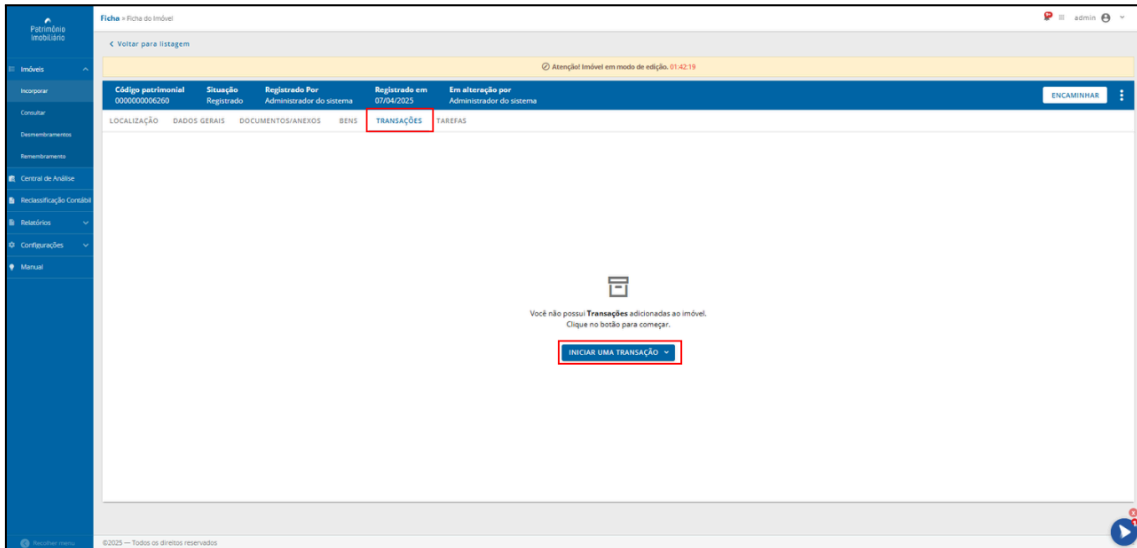 Patrimônio
Imobiliário
Ficha > Ficha do Imóvel
admin
< Voltar para listagem
Imóveis
Incorporar
Consultar
Desmembramentos
Remembramento
Central de Análise
Reclassificação Contábil
Relatórios
Configurações
Manual
Recolher menu
Atenção! Imóvel em modo de edição. 01:42:19
Código patrimonial Situação Registrado Por Registrado em Em alteração por
0000000006260 Registrado Administrador do sistema 07/04/2025 Administrador do sistema
ENCAMINHAR
LOCALIZAÇÃO DADOS GERAIS DOCUMENTOS/ANEXOS BENS TRANSAÇÕES TAREFAS
Você não possui Transações adicionadas ao imóvel.
Clique no botão para começar.
INICIAR UMA TRANSAÇÃO
©2025 — Todos os direitos reservados